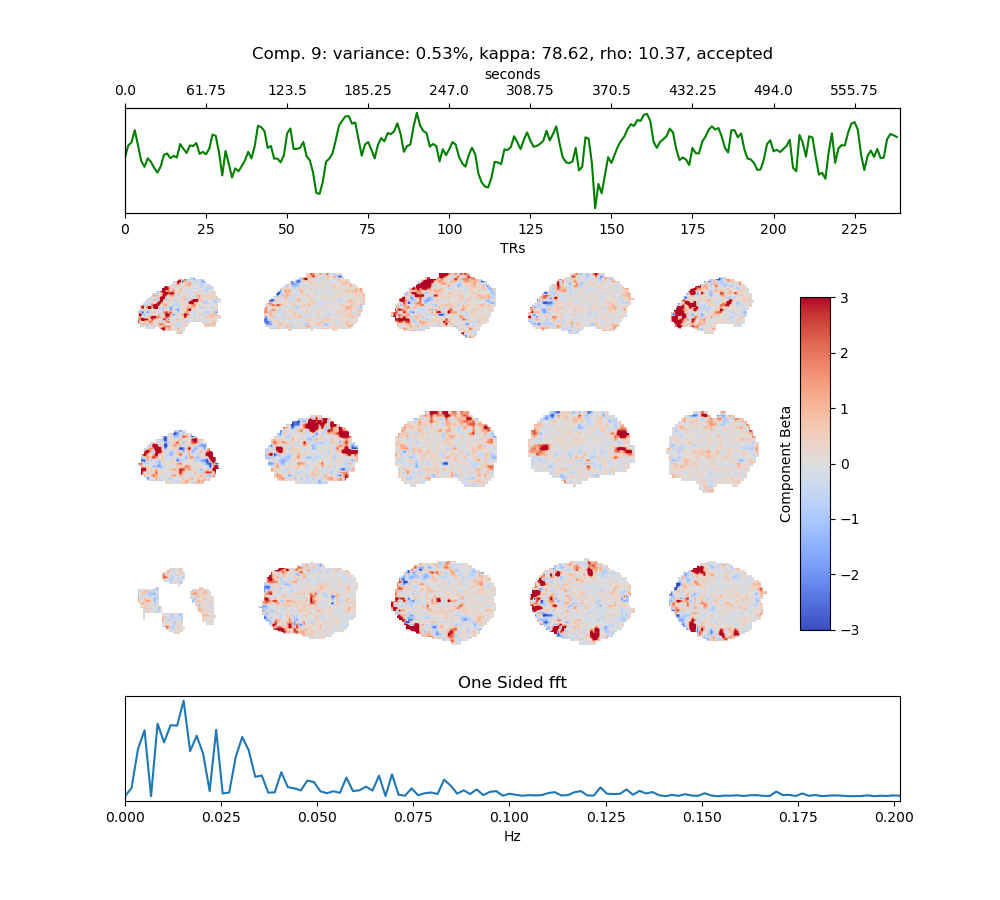 Comp. 9: variance: 0.53%, kappa: 78.62, rho: 10.37, accepted
seconds
0.0 61.75 123.5 185.25 247.0 308.75 370.5 432.25 494.0 555.75
0 25 50 75 100 125 150 175 200 225
TRs
3
2
1
0
−1
−2
−3
Component Beta
One Sided fft
0.000 0.025 0.050 0.075 0.100 0.125 0.150 0.175 0.200
Hz